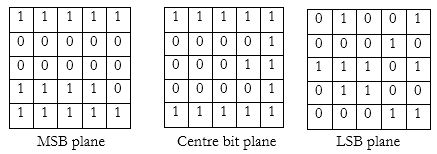 1 1 1 1 1
0 0 0 0 0
0 0 0 0 0
1 1 1 1 0
1 1 1 1 1
MSB plane
1 1 1 1 1
0 0 0 0 1
0 0 1 1 1
0 0 0 0 1
1 1 1 1 1
Centre bit plane
0 1 0 0 1
0 0 0 1 0
1 1 1 0 1
0 1 1 0 0
0 0 0 1 1
LSB plane